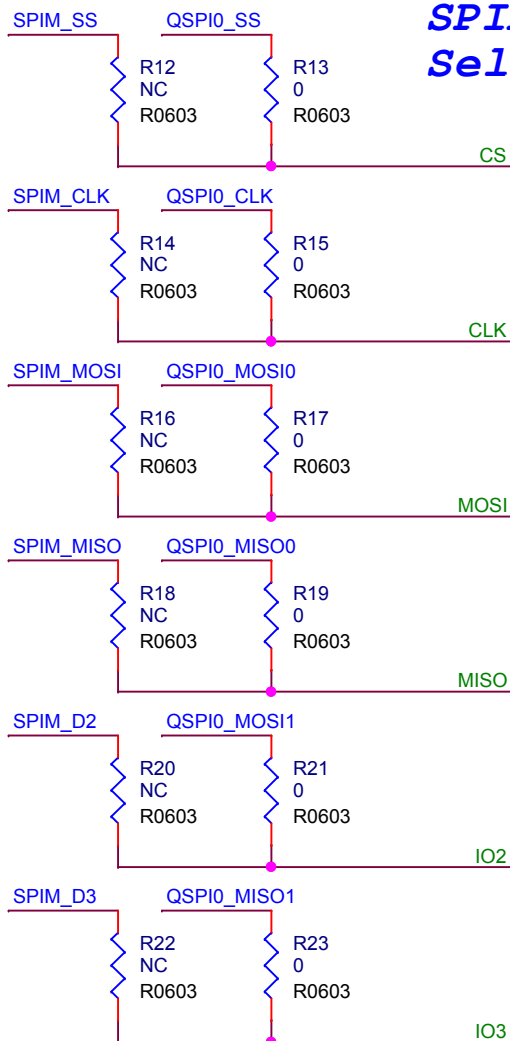 SPIM_SS QSPI0_SS
R12 R13
NC 0
R0603 R0603
CS
SPIM_CLK QSPI0_CLK
R14 R15
NC 0
R0603 R0603
CLK
SPIM_MOSI QSPI0_MOSI0
R16 R17
NC 0
R0603 R0603
MOSI
SPIM_MISO QSPI0_MISO0
R18 R19
NC 0
R0603 R0603
MISO
SPIM_D2 QSPI0_MOSI1
R20 R21
NC 0
R0603 R0603
IO2
SPIM_D3 QSPI0_MISO1
R22 R23
NC 0
R0603 R0603
IO3